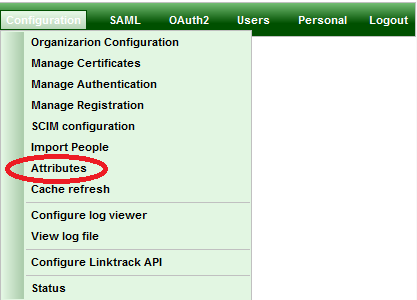 Configuration SAML OAuth2 Users Personal Logout
Organizarion Configuration
Manage Certificates
Manage Authentication
Manage Registration
SCIM configuration
Import People
Attributes
Cache refresh
Configure log viewer
View log file
Configure Linktrack API
Status